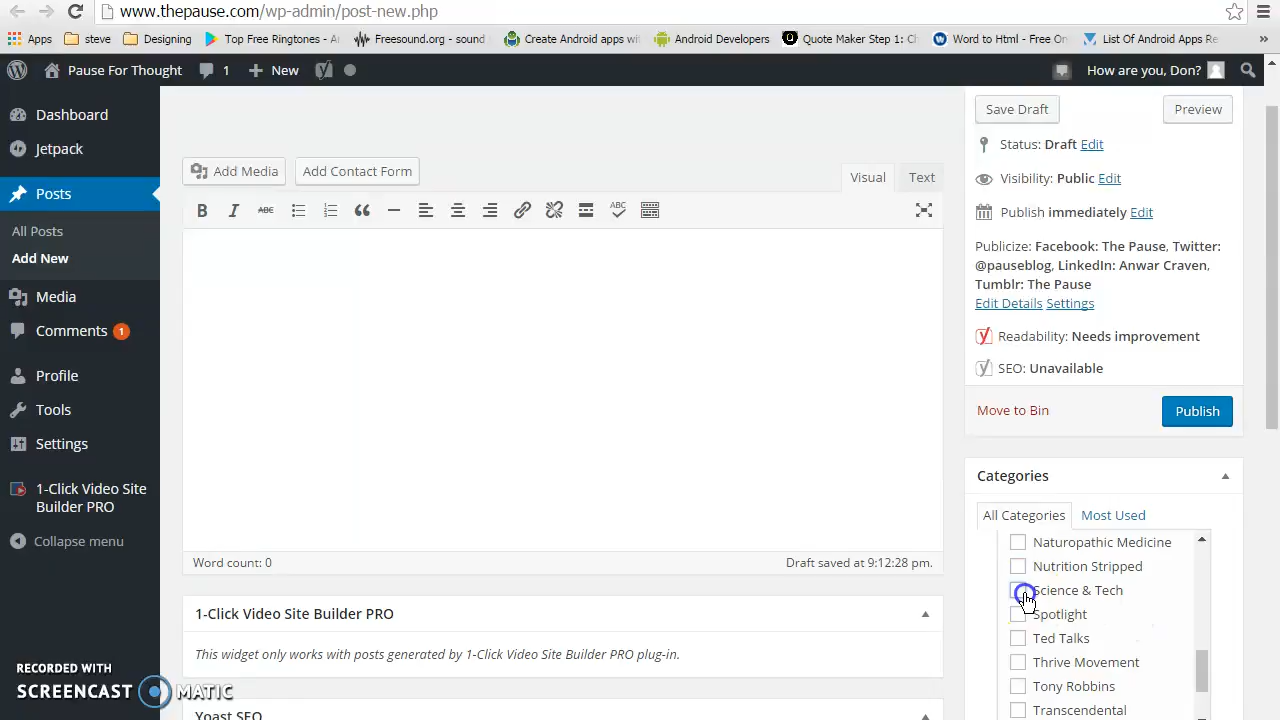 www.thepause.com/wp-admin/post-new.php
Apps steve Designing Top Free Ringtones - A Freesound.org - sound Create Android apps wit Android Developers Quote Maker Step 1: Ch Word to Html - Free On List Of Android Apps Re »
Pause For Thought 1 New How are you, Don?
Dashboard
Jetpack
Posts
All Posts
Add New
Media
Comments 1
Profile
Tools
Settings
1-Click Video Site
Builder PRO
Collapse menu
Add Media Add Contact Form
Visual Text
B I ABC ABC
Word count: 0 Draft saved at 9:12:28 pm.
1-Click Video Site Builder PRO
This widget only works with posts generated by 1-Click Video Site Builder PRO plug-in.
Yoast SEO
Save Draft Preview
Status: Draft Edit
Visibility: Public Edit
Publish immediately Edit
Publicize: Facebook: The Pause, Twitter:
@pauseblog, LinkedIn: Anwar Craven,
Tumblr: The Pause
Edit Details Settings
Readability: Needs improvement
SEO: Unavailable
Move to Bin Publish
Categories
All Categories Most Used
Naturopathic Medicine
Nutrition Stripped
Science & Tech
Spotlight
Ted Talks
Thrive Movement
Tony Robbins
Transcendental
RECORDED WITH
SCREENCAST MATIC